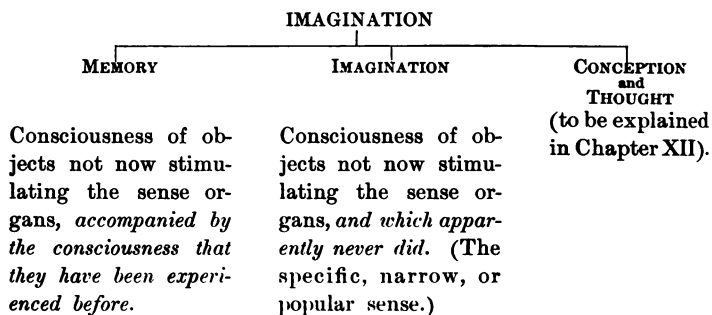 IMAGINATION
MEMORY
Consciousness of ob-
jects not now stimu-
lating the sense or-
gans, accompanied by
the consciousness that
they have been experi-
enced before.
IMAGINATION
Consciousness of ob-
jects not now stimu-
lating the sense or-
gans, and which appar-
ently never did. (The
specific, narrow, or
popular sense.)
CONCEPTION
and
THOUGHT
(to be explained
in Chapter XII).